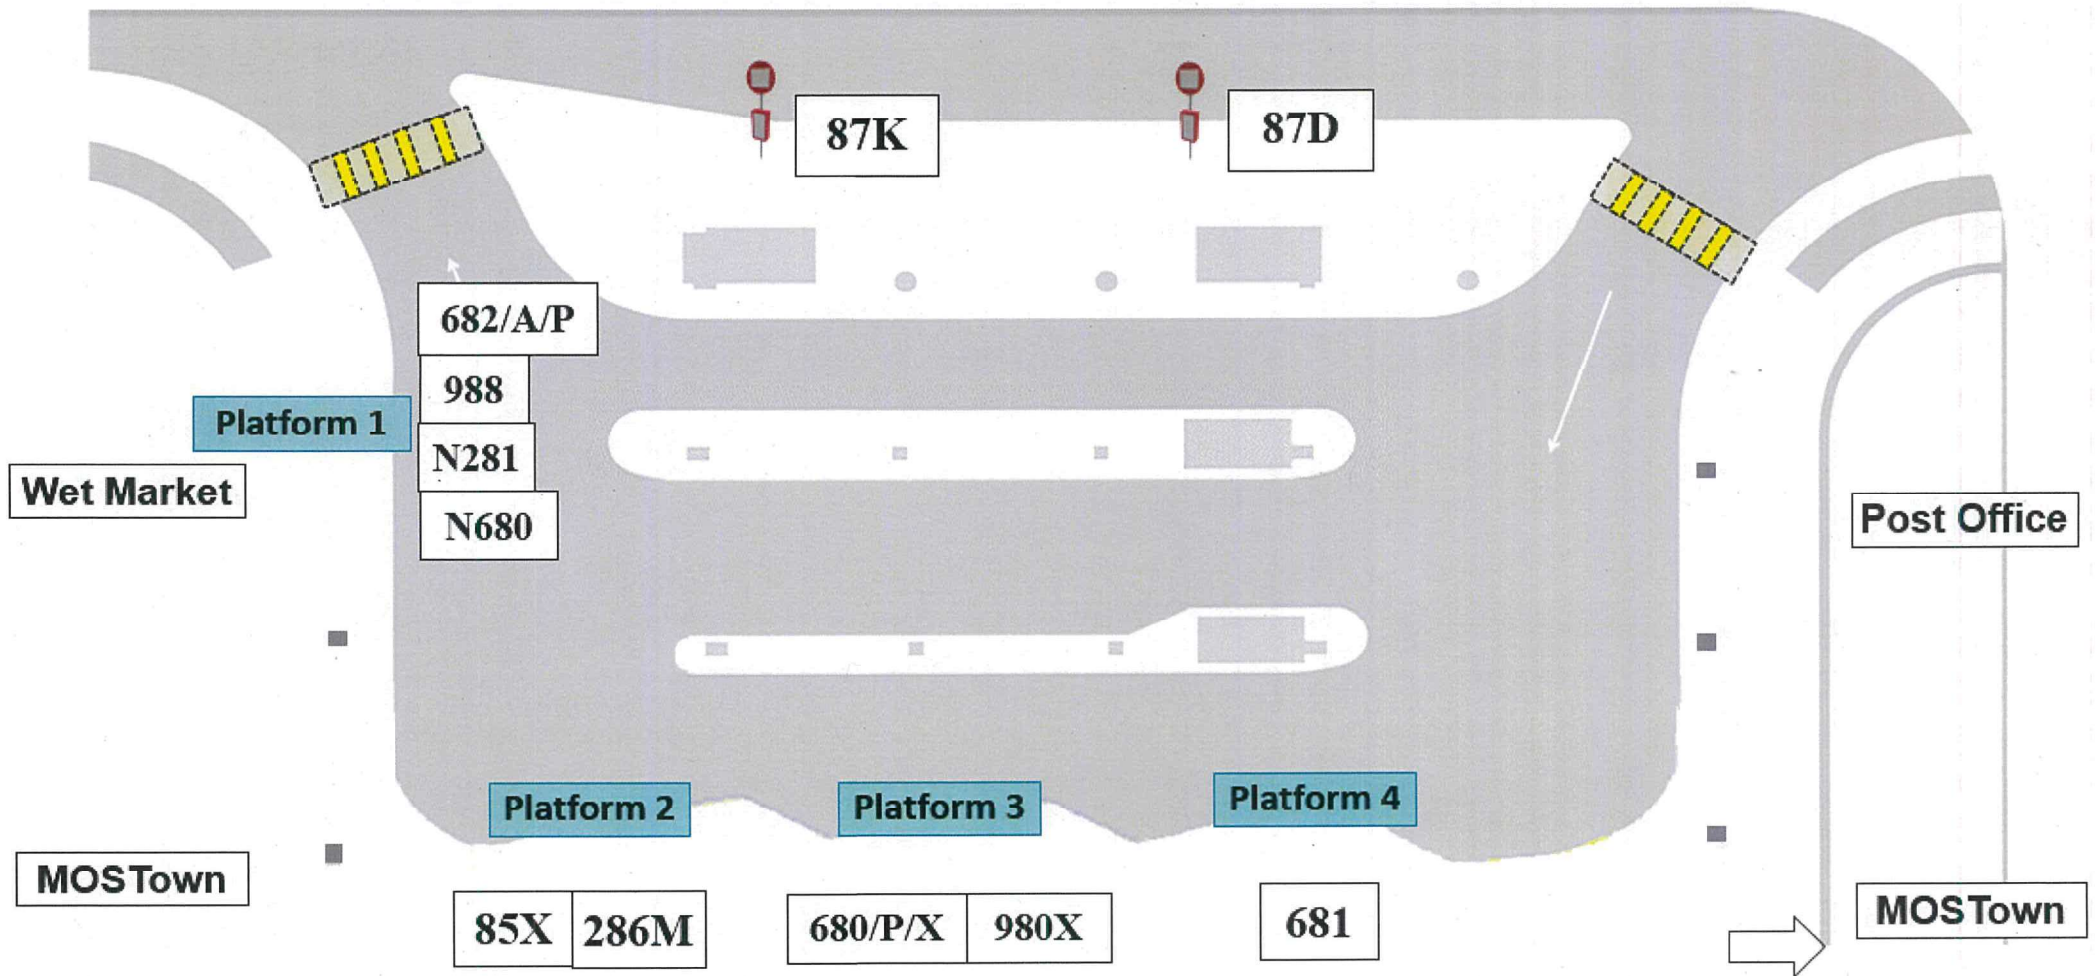 87K
87D
682/A/P
988
Platform 1
N281
Wet Market
N680
Post Office
Platform 2
Platform 3
Platform 4
MOSTown
85X
286M
680/P/X
980X
681
MOSTown